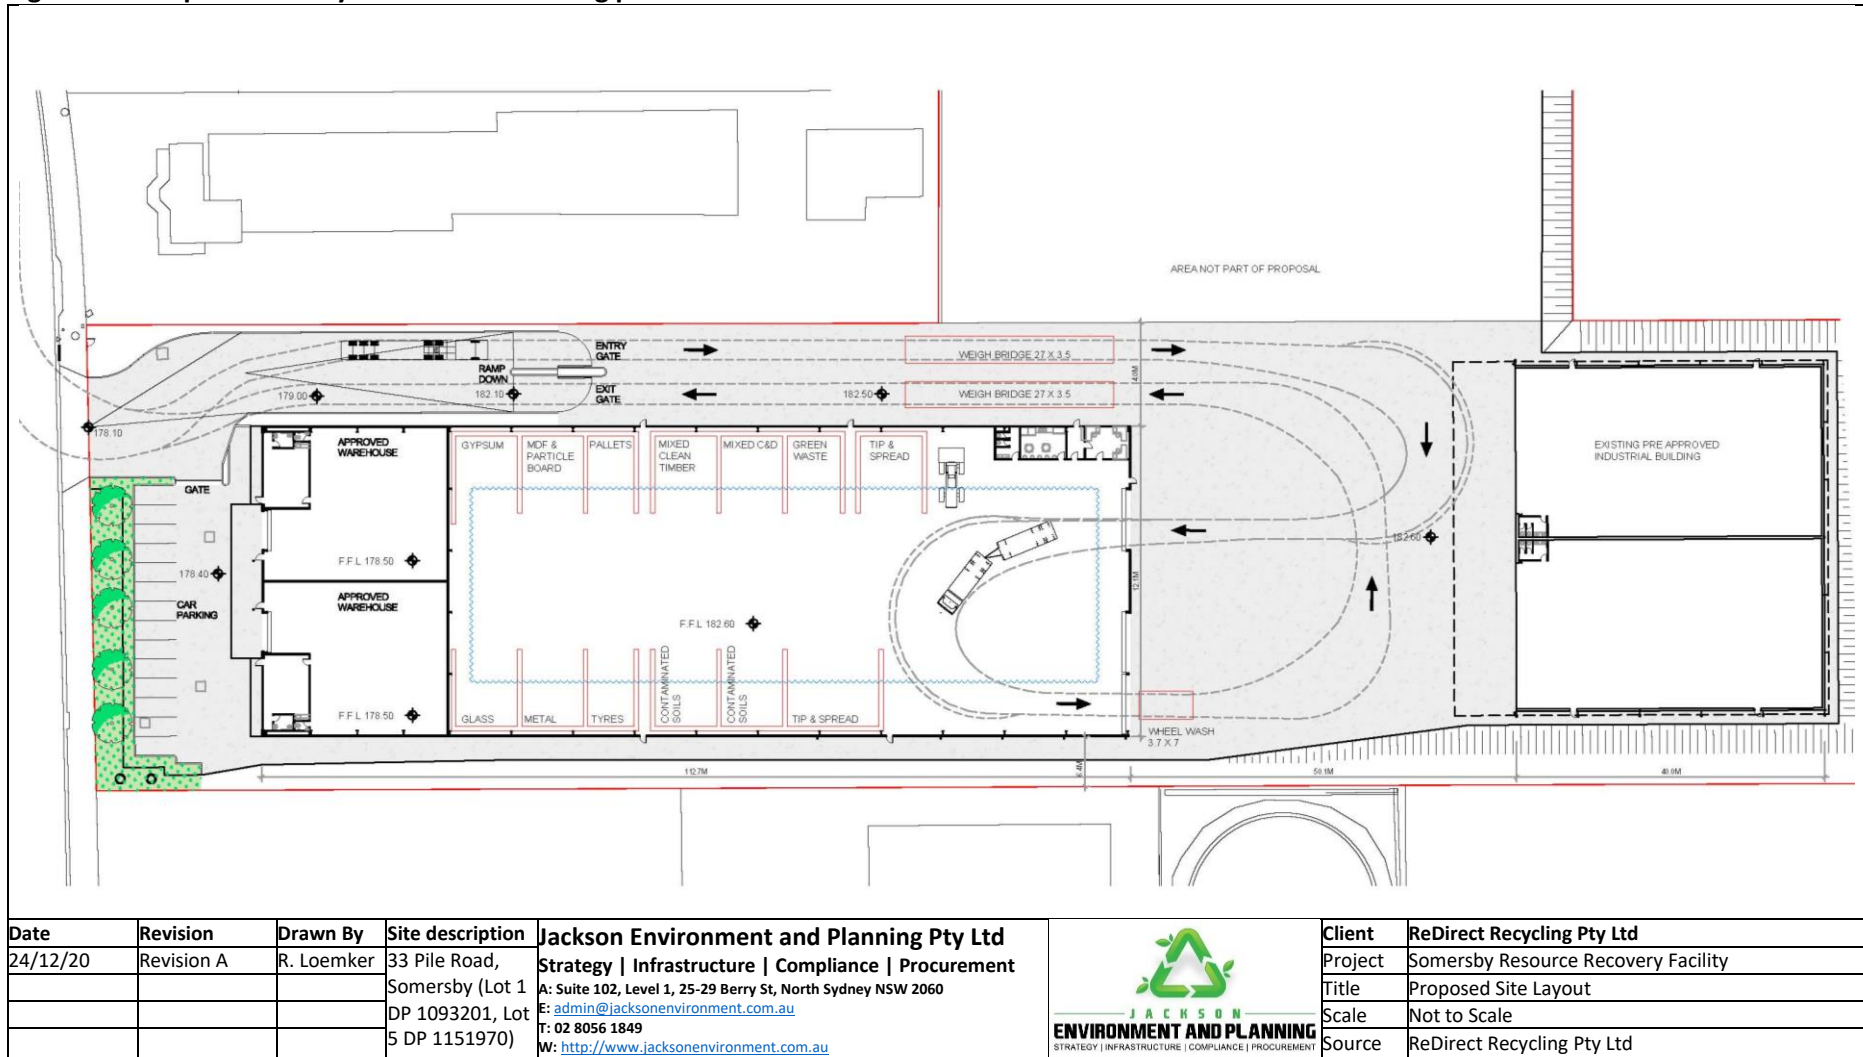 AREA NOT PART OF PROPOSAL
ENTRY
GATE
WEIGH BRIDGE 27 X 3.5
RAMP
DOWN
EXIT
GATE
179.00
182.10
182.50
WEIGH BRIDGE 27 X 3.5
178.10
APPROVED
WAREHOUSE
GYPSUM
MDF &
PARTICLE
BOARD
PALLETS
MIXED
CLEAN
TIMBER
MIXED C&D
GREEN
WASTE
TIP &
SPREAD
EXISTING PRE APPROVED
INDUSTRIAL BUILDING
GATE
182.60
F.F.L 178.50
178.40
12.1M
CAR
PARKING
APPROVED
WAREHOUSE
F.F.L 182.60
F.F.L 178.50
GLASS
METAL
TYRES
CONTAMINATED
SOILS
CONTAMINATED
SOILS
TIP & SPREAD
WHEEL WASH
3.7 X 7
112.7M
50.1M
40.0M
Date
Revision
Drawn By
Site description
24/12/20
Revision A
R. Loemker
33 Pile Road,
Somersby (Lot 1
DP 1093201, Lot
5 DP 1151970)
Jackson Environment and Planning Pty Ltd
Strategy | Infrastructure | Compliance | Procurement
A: Suite 102, Level 1, 25-29 Berry St, North Sydney NSW 2060
E: admin@jacksonenvironment.com.au
T: 02 8056 1849
W: http://www.jacksonenvironment.com.au
JACKSON
ENVIRONMENT AND PLANNING
STRATEGY | INFRASTRUCTURE | COMPLIANCE | PROCUREMENT
Client ReDirect Recycling Pty Ltd
Project Somersby Resource Recovery Facility
Title Proposed Site Layout
Scale Not to Scale
Source ReDirect Recycling Pty Ltd